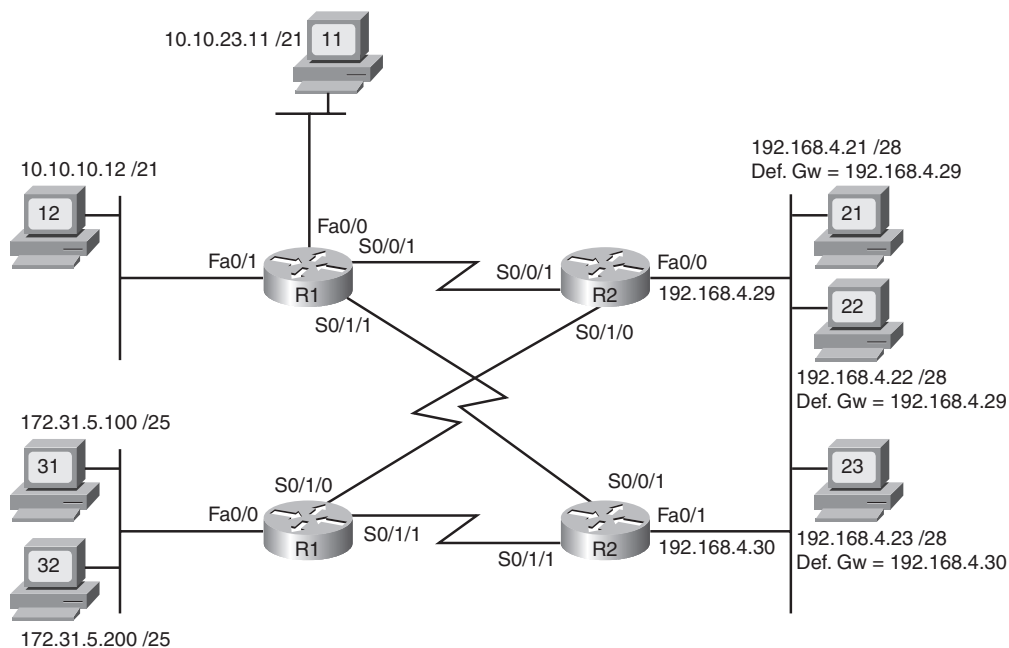 10.10.23.11 /21
11
10.10.10.12 /21
12
192.168.4.21 /28
Def. Gw = 192.168.4.29
21
Fa0/0
S0/0/1
Fa0/1
R1
S0/1/1
S0/0/1
Fa0/0
R2
192.168.4.29
S0/1/0
22
192.168.4.22 /28
Def. Gw = 192.168.4.29
172.31.5.100 /25
31
S0/1/0
Fa0/0
R1
S0/1/1
S0/0/1
Fa0/1
R2
192.168.4.30
S0/1/1
23
192.168.4.23 /28
Def. Gw = 192.168.4.30
32
172.31.5.200 /25